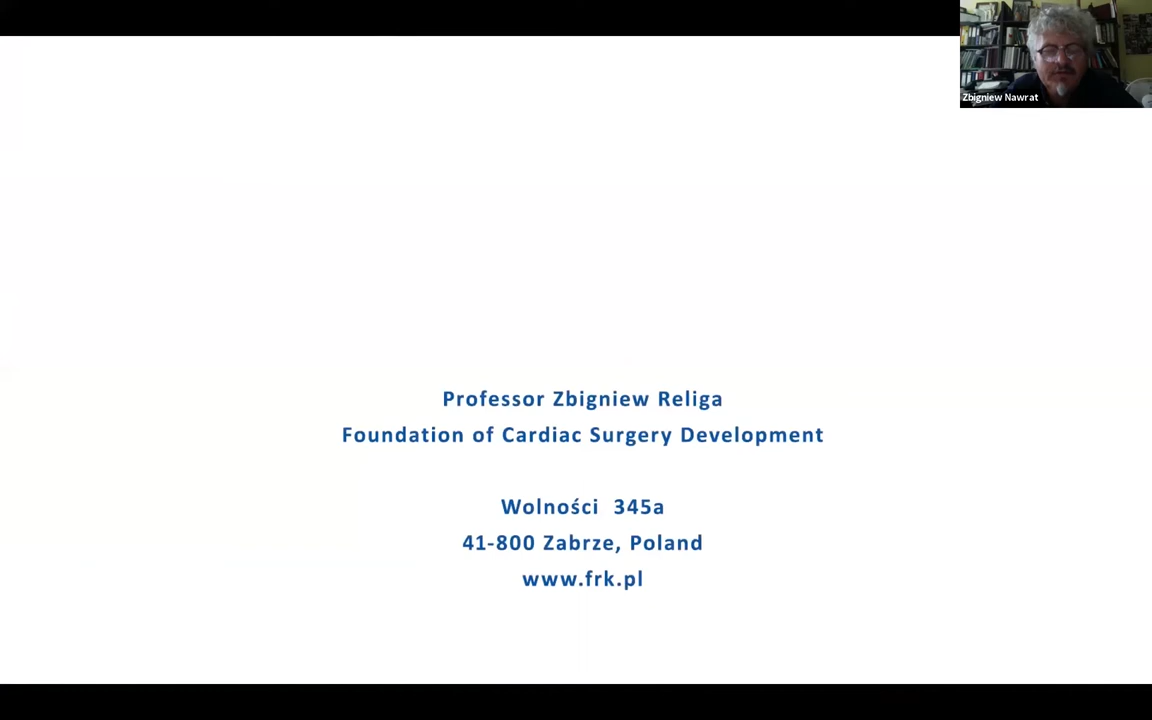 Zbigniew Nawrat
Professor Zbigniew Religa
Foundation of Cardiac Surgery Development
Wolności 345a
41-800 Zabrze, Poland
www.frk.pl